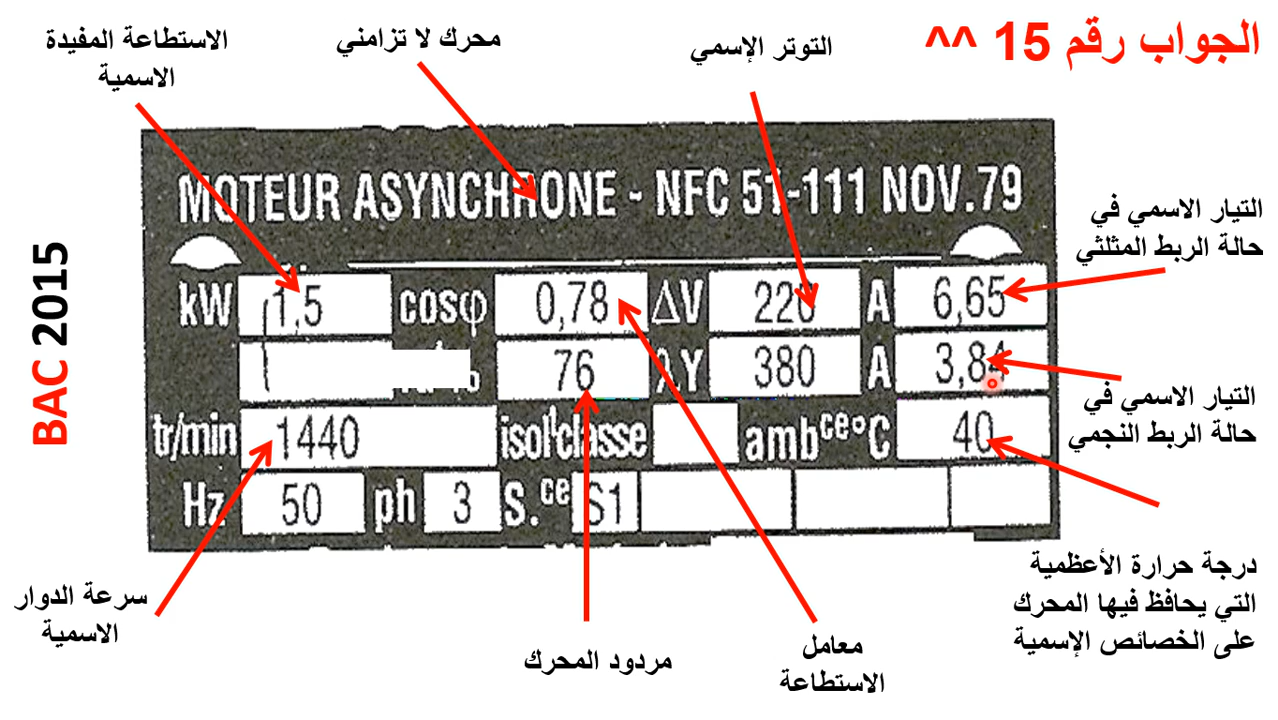 الجواب رقم 15 ^^
الاستطاعة المفيدة
الاسمية
محرك لا تزامني
التوتر الإسمي
MOTEUR ASYNCHRONE - NFC 51-111 NOV.79
التيار الاسمي في
حالة الربط المثلثي
BAC 2015
kW 1,5 cosφ 0,78 ΔV 220 A 6,65
76 λY 380 A 3,84
التيار الاسمي في
حالة الربط النجمي
tr/min 1440 isolt classe ambce°C 40
Hz 50 ph 3 S.ce S1
درجة حرارة الأعظمية
التي يحافظ فيها المحرك
على الخصائص الإسمية
سرعة الدوار
الاسمية
مردود المحرك
معامل
الاستطاعة